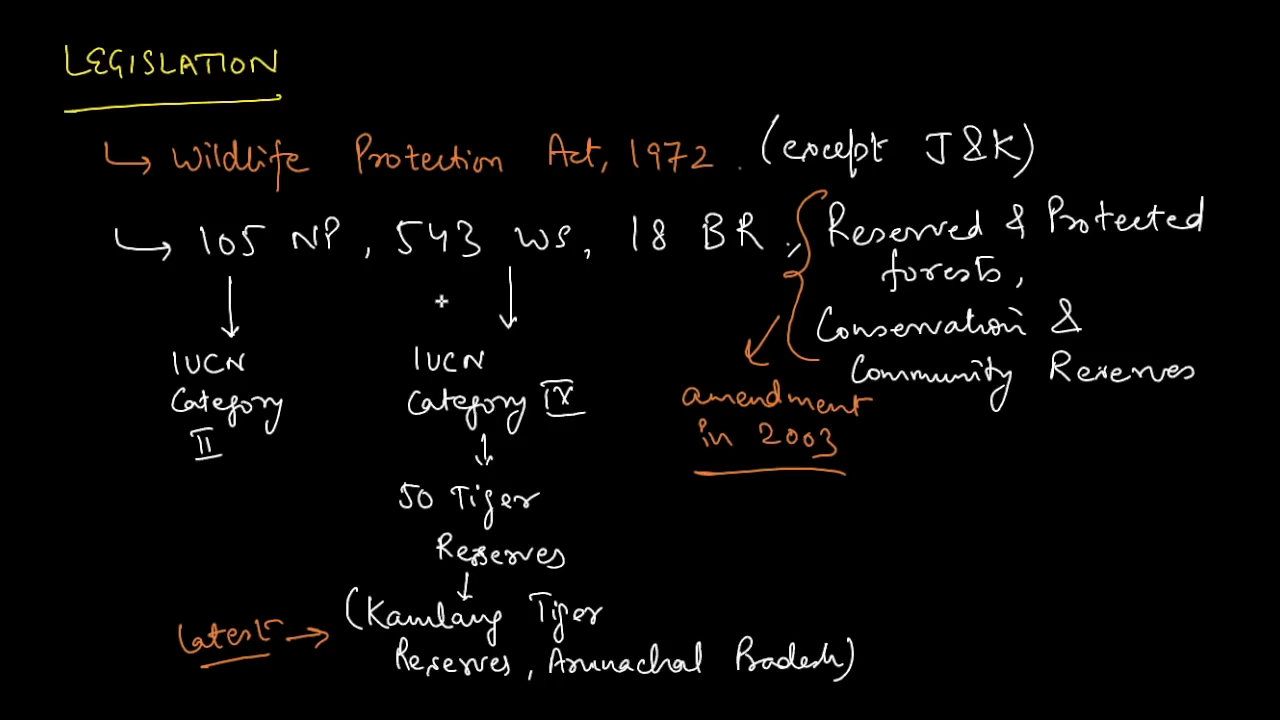 LEGISLATION
↳ Wildlife Protection Act, 1972. (except J&K)
↳ 105 NP, 543 WS, 18 BR, Reserved & Protected
forests,
Conservation &
Community Reserves
IUCN
Category
II
IUCN
Category IV
amendment
in 2003
50 Tiger
Reserves
latest → (Kamlang Tiger
Reserves, Arunachal Pradesh)